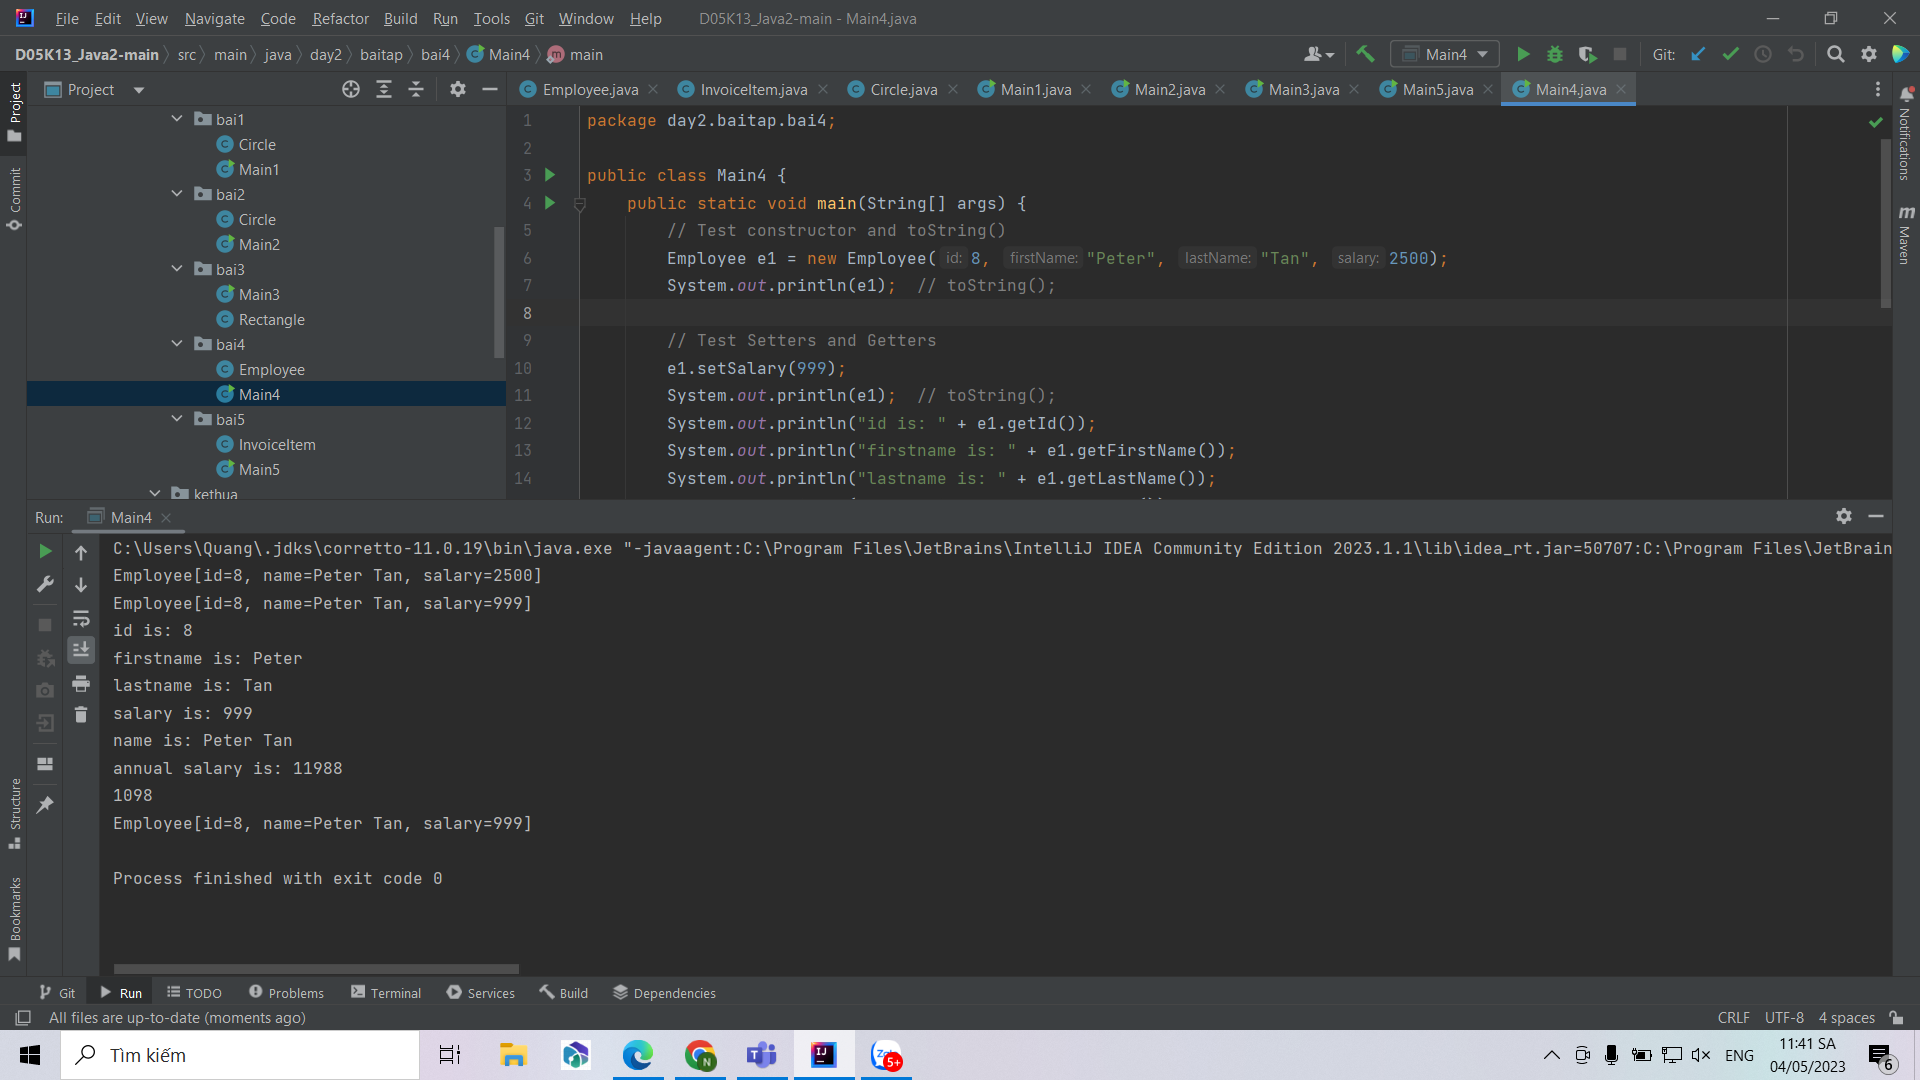 File Edit View Navigate Code Refactor Build Run Tools Git Window Help D05K13_Java2-main - Main4.java
D05K13_Java2-main src main java day2 baitap bai4 Main4 main
Main4 Git:
Project
Employee.java InvoiceItem.java Circle.java Main1.java Main2.java Main3.java Main5.java Main4.java
Project
Commit
bai1
Circle
Main1
bai2
Circle
Main2
bai3
Main3
Rectangle
bai4
Employee
Main4
bai5
InvoiceItem
Main5
kethua
1 package day2.baitap.bai4;
2
3 public class Main4 {
4 public static void main(String[] args) {
5 // Test constructor and toString()
6 Employee e1 = new Employee( id: 8, firstName: "Peter", lastName: "Tan", salary: 2500);
7 System.out.println(e1);  // toString();
8
9 // Test Setters and Getters
10 e1.setSalary(999);
11 System.out.println(e1);  // toString();
12 System.out.println("id is: " + e1.getId());
13 System.out.println("firstname is: " + e1.getFirstName());
14 System.out.println("lastname is: " + e1.getLastName());
Notifications
m Maven
Run: Main4
C:\Users\Quang\.jdks\corretto-11.0.19\bin\java.exe "-javaagent:C:\Program Files\JetBrains\IntelliJ IDEA Community Edition 2023.1.1\lib\idea_rt.jar=50707:C:\Program Files\JetBrain
Employee[id=8, name=Peter Tan, salary=2500]
Employee[id=8, name=Peter Tan, salary=999]
id is: 8
firstname is: Peter
lastname is: Tan
salary is: 999
name is: Peter Tan
annual salary is: 11988
1098
Employee[id=8, name=Peter Tan, salary=999]
Process finished with exit code 0
Structure
Bookmarks
Git Run TODO Problems Terminal Services Build Dependencies
All files are up-to-date (moments ago) CRLF UTF-8 4 spaces
Tìm kiếm
5+
ENG
11:41 SA
04/05/2023
6